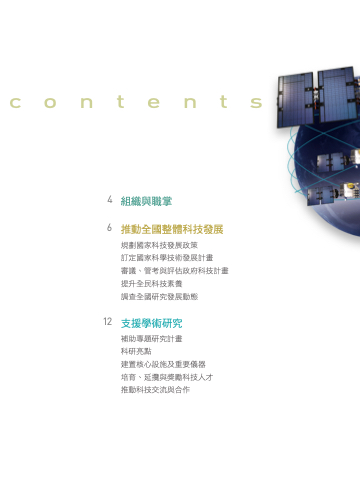 contents
4 組織與職掌
6 推動全國整體科技發展
規劃國家科技發展政策
訂定國家科學技術發展計畫
審議、管考與評估政府科技計畫
提升全民科技素養
調查全國研究發展動態
12 支援學術研究
補助專題研究計畫
科研亮點
建置核心設施及重要儀器
培育、延攬與獎勵科技人才
推動科技交流與合作